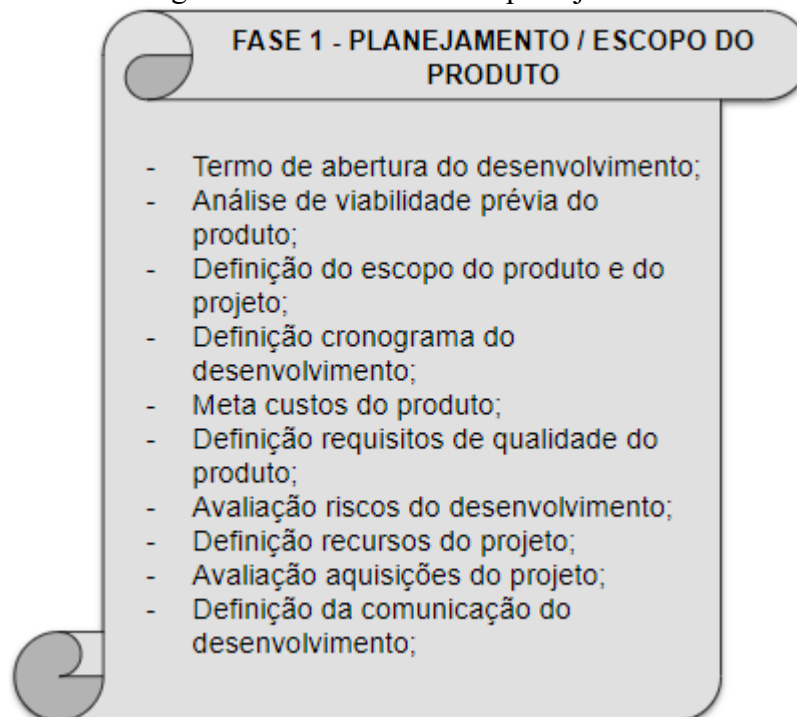 FASE 1 - PLANEJAMENTO / ESCOPO DO
PRODUTO
- Termo de abertura do desenvolvimento;
- Análise de viabilidade prévia do
produto;
- Definição do escopo do produto e do
projeto;
- Definição cronograma do
desenvolvimento;
- Meta custos do produto;
- Definição requisitos de qualidade do
produto;
- Avaliação riscos do desenvolvimento;
- Definição recursos do projeto;
- Avaliação aquisições do projeto;
- Definição da comunicação do
desenvolvimento;